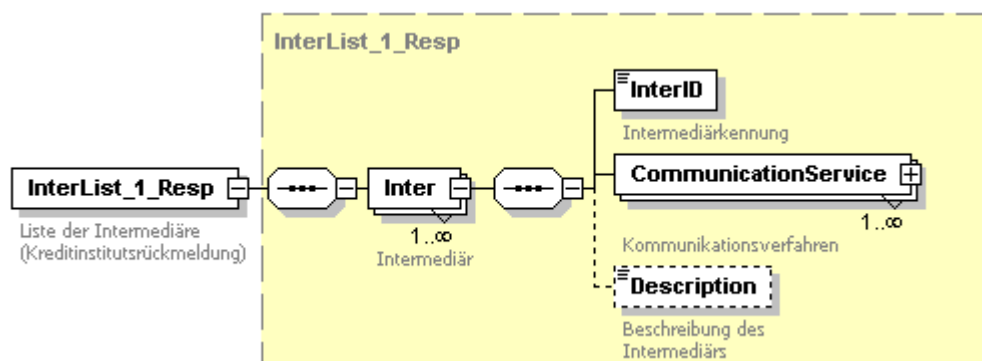 InterList_1_Resp
InterID
Intermediärkennung
InterList_1_Resp
Inter
CommunicationService
1..∞
1..∞
Liste der Intermediäre
(Kreditinstitutsrückmeldung)
Intermediär
Kommunikationsverfahren
Description
Beschreibung des
Intermediärs